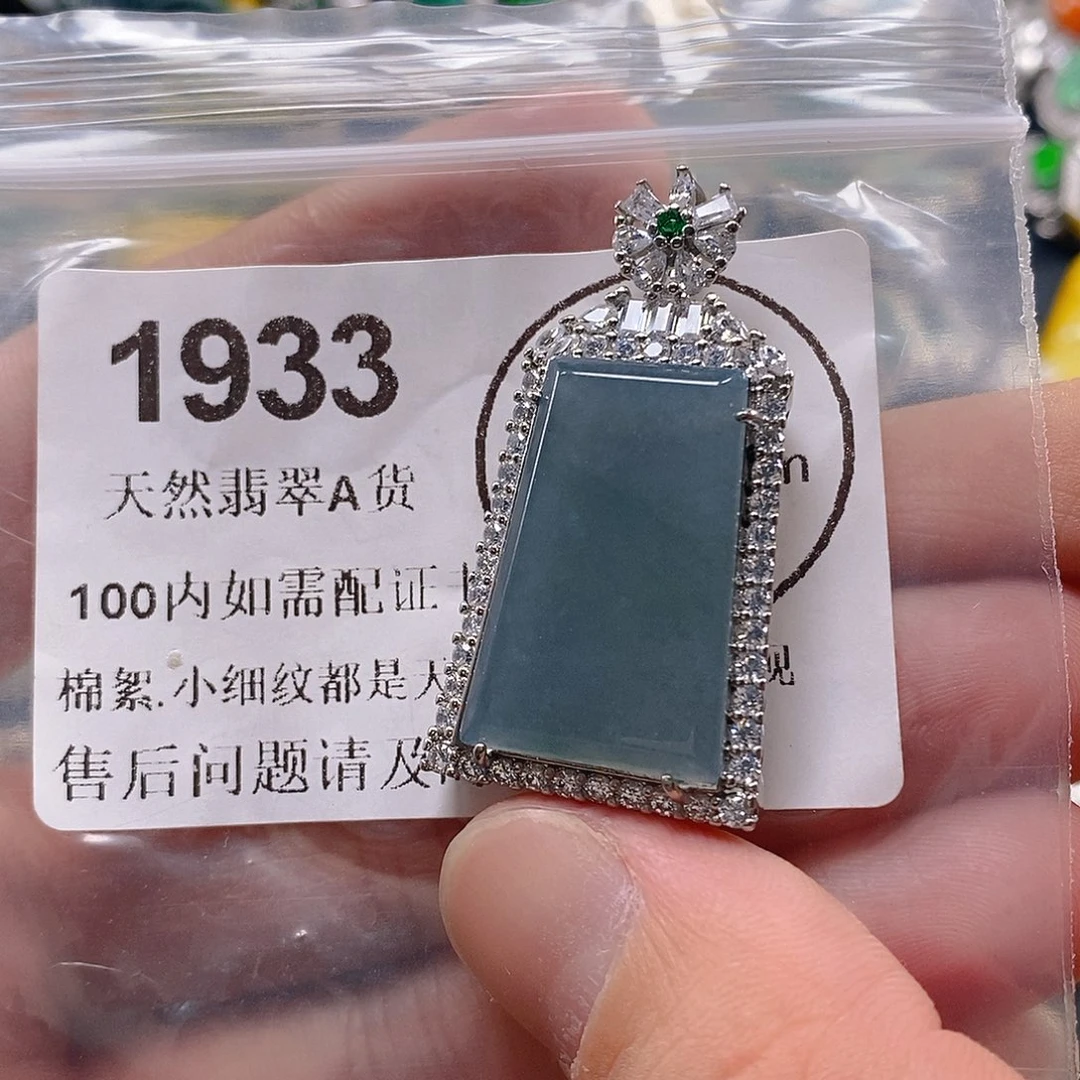 1933
天然翡翠A货
100内如需配证
棉絮.小细纹都是天
售后问题请及